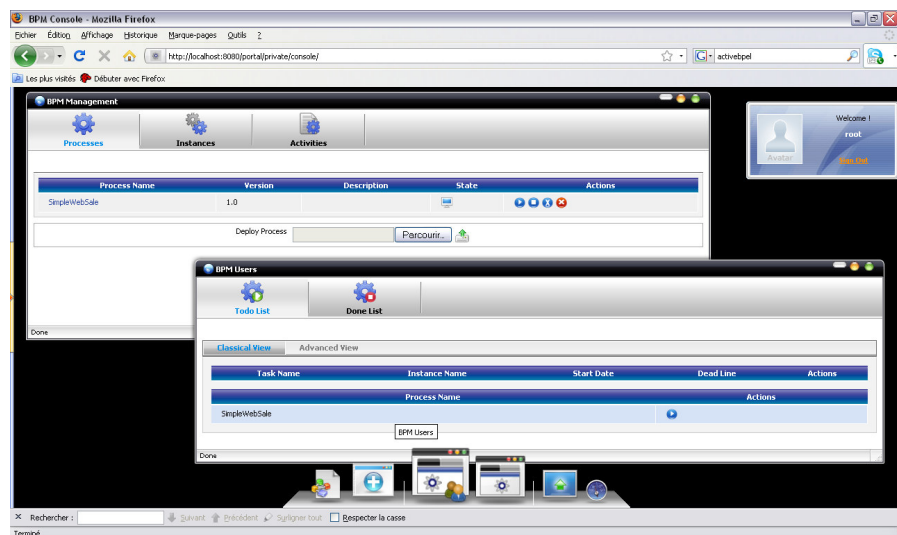 BPM Console - Mozilla Firefox
Fichier Édition Affichage Historique Marque-pages Outils ?
http://localhost:8080/portal/private/console/ activebpel
Les plus visités Débuter avec Firefox
BPM Management
Welcome !
root
Avatar
Sign Out
Processes Instances Activities
Process Name Version Description State Actions
SimpleWebSale 1.0
Deploy Process Parcourir...
BPM Users
Todo List Done List
Done
Classical View Advanced View
Task Name Instance Name Start Date Dead Line Actions
Process Name Actions
SimpleWebSale
BPM Users
Done
Rechercher : Suivant Précédent Surligner tout Respecter la casse
Terminé